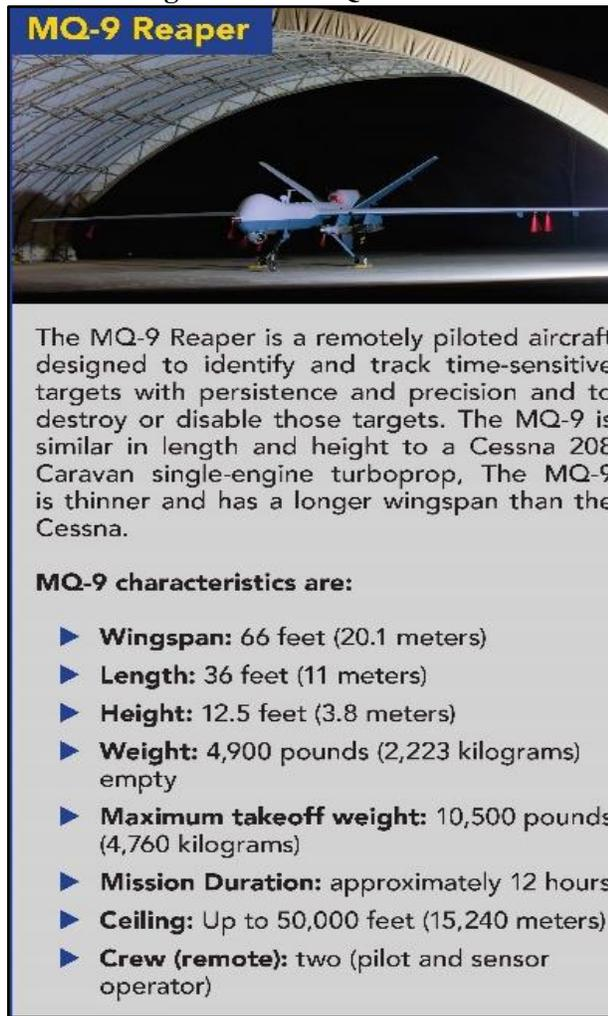 MQ-9 Reaper
The MQ-9 Reaper is a remotely piloted aircraft
designed to identify and track time-sensitive
targets with persistence and precision and to
destroy or disable those targets. The MQ-9 is
similar in length and height to a Cessna 208
Caravan single-engine turboprop, The MQ-9
is thinner and has a longer wingspan than the
Cessna.
MQ-9 characteristics are:
► Wingspan: 66 feet (20.1 meters)
► Length: 36 feet (11 meters)
► Height: 12.5 feet (3.8 meters)
► Weight: 4,900 pounds (2,223 kilograms)
empty
► Maximum takeoff weight: 10,500 pounds
(4,760 kilograms)
► Mission Duration: approximately 12 hours
► Ceiling: Up to 50,000 feet (15,240 meters)
► Crew (remote): two (pilot and sensor
operator)